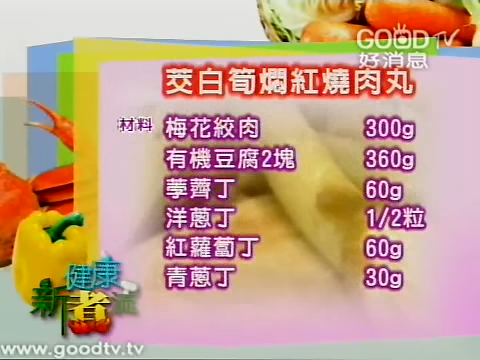 GOOD TV
好消息
茭白筍燜紅燒肉丸
材料
梅花絞肉 300g
有機豆腐2塊 360g
荸薺丁 60g
洋蔥丁 1/2粒
紅蘿蔔丁 60g
青蔥丁 30g
健康
新煮流
www.goodtv.tv